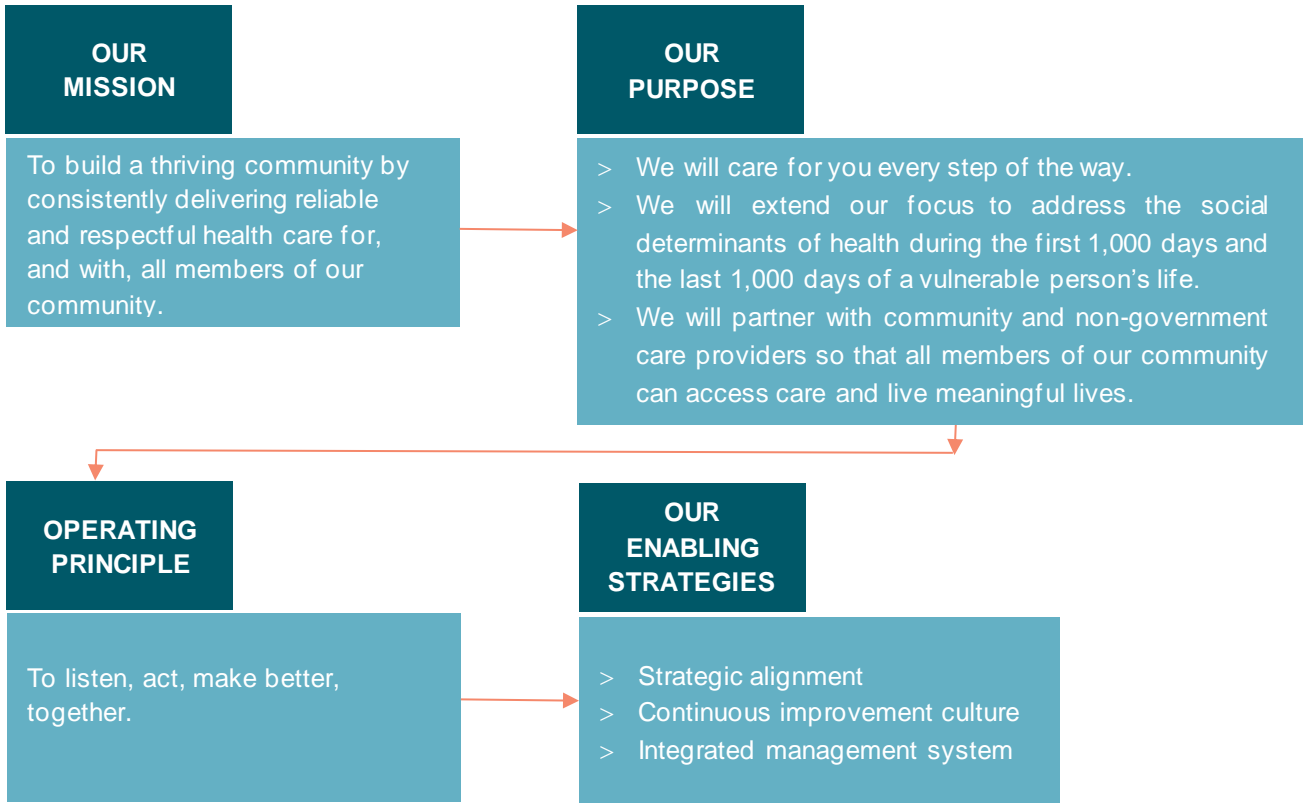 OUR
MISSION
To build a thriving community by
consistently delivering reliable
and respectful health care for,
and with, all members of our
community.
OUR
PURPOSE
> We will care for you every step of the way.
> We will extend our focus to address the social
determinants of health during the first 1,000 days and
the last 1,000 days of a vulnerable person’s life.
> We will partner with community and non-government
care providers so that all members of our community
can access care and live meaningful lives.
OPERATING
PRINCIPLE
To listen, act, make better,
together.
OUR
ENABLING
STRATEGIES
> Strategic alignment
> Continuous improvement culture
> Integrated management system